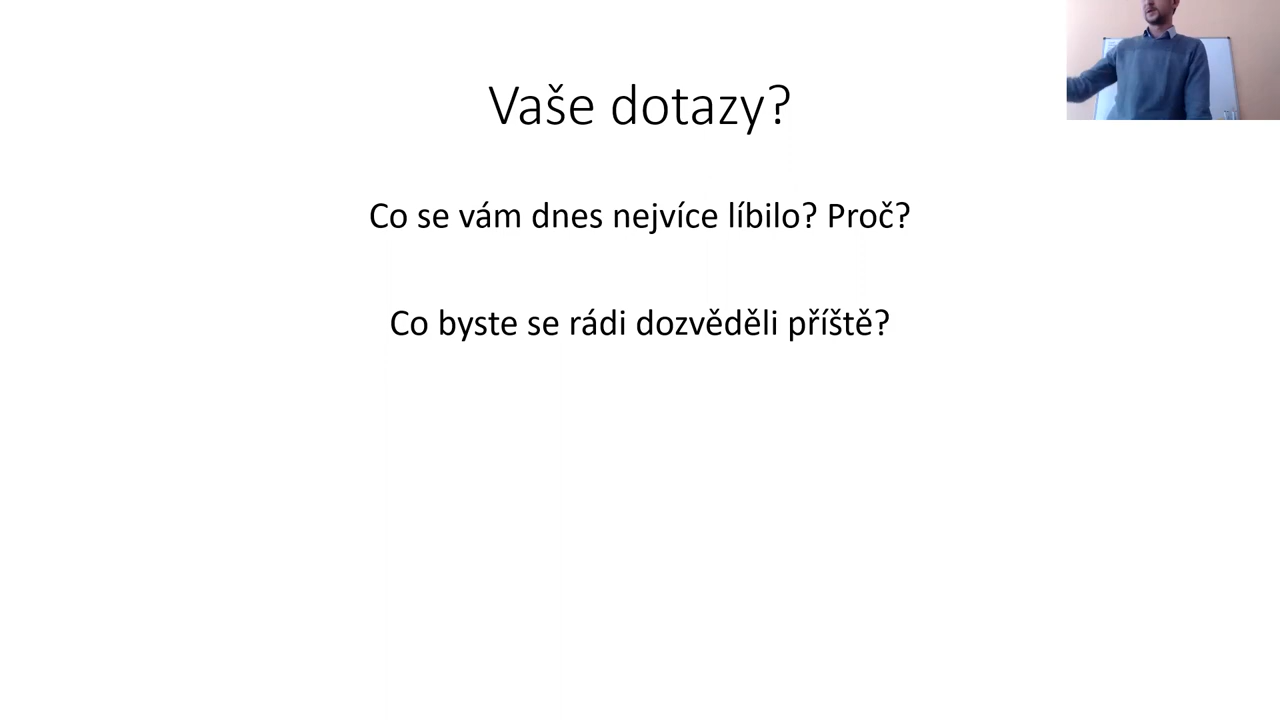 Vaše dotazy?
Co se vám dnes nejvíce líbilo? Proč?
Co byste se rádi dozvěděli příště?